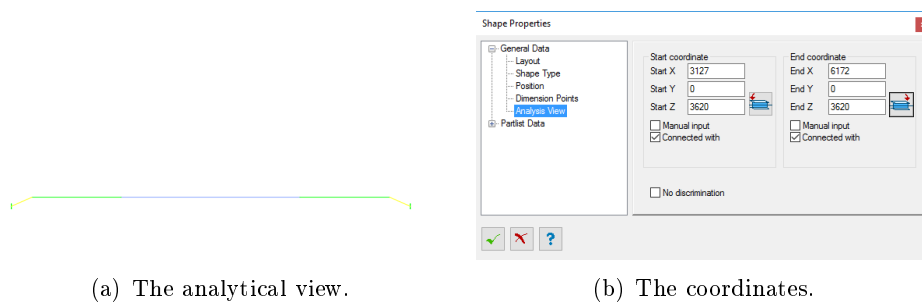 Shape Properties
General Data
Layout
Shape Type
Position
Dimension Points
Analysis View
Partlist Data
Start coordinate
Start X 3127
Start Y 0
Start Z 3620
Manual input
Connected with
End coordinate
End X 6172
End Y 0
End Z 3620
Manual input
Connected with
No discrimination
?
(a) The analytical view.
(b) The coordinates.